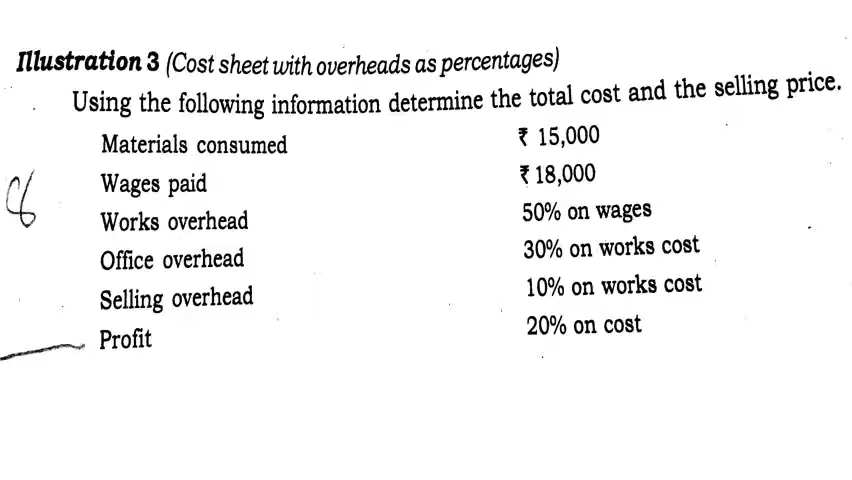 Illustration 3 (Cost sheet with overheads as percentages)
Using the following information determine the total cost and the selling price.
Materials consumed ₹ 15,000
Wages paid ₹ 18,000
Works overhead 50% on wages
Office overhead 30% on works cost
Selling overhead 10% on works cost
Profit 20% on cost